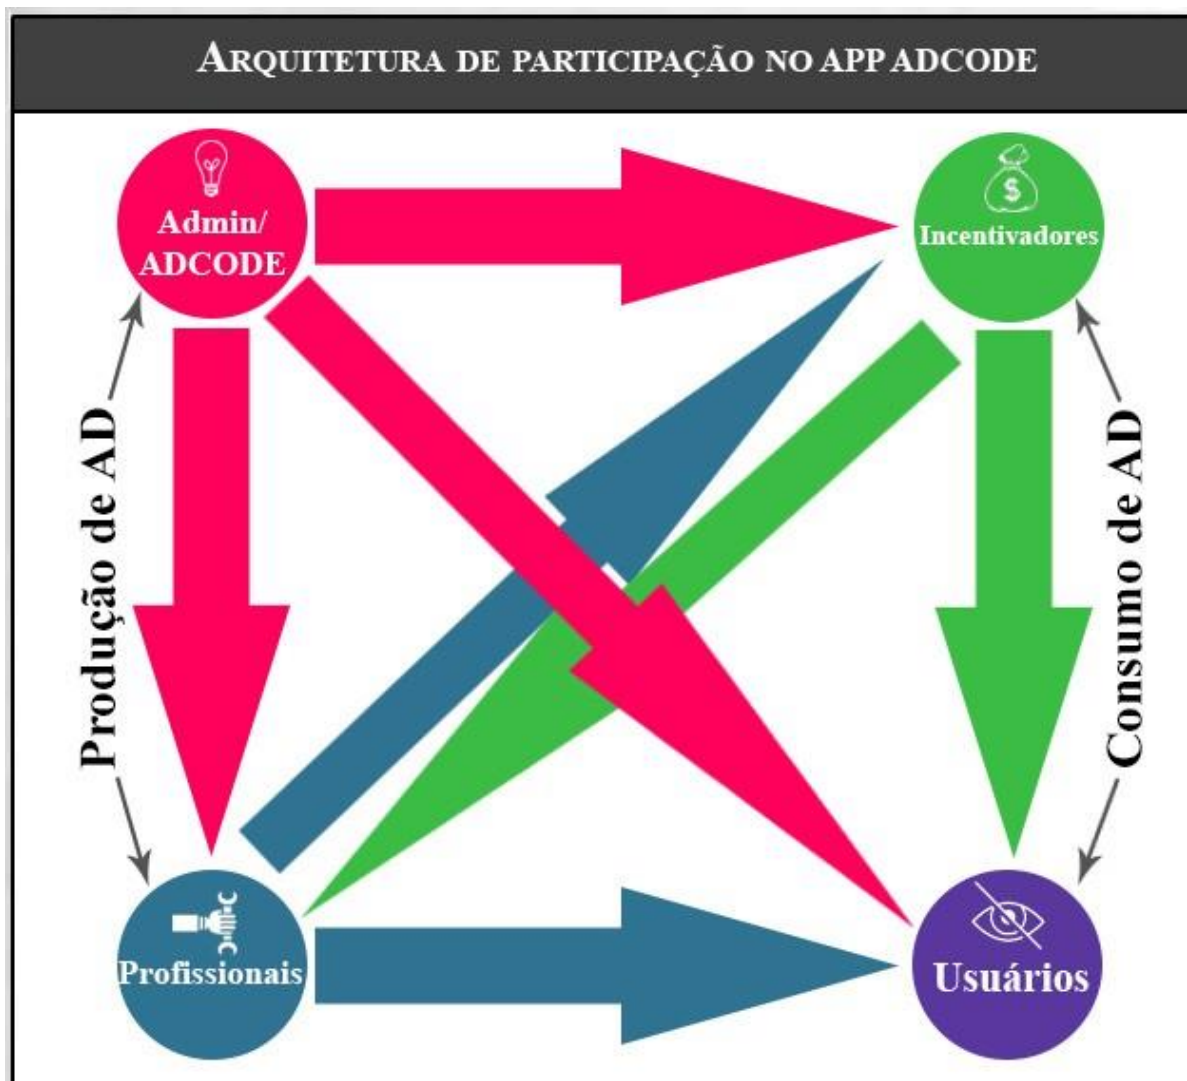 ARQUITETURA DE PARTICIPAÇÃO NO APP ADCODE
Admin/
ADCODE
$
Incentivadores
Produção de AD
Consumo de AD
Profissionais
Usuários